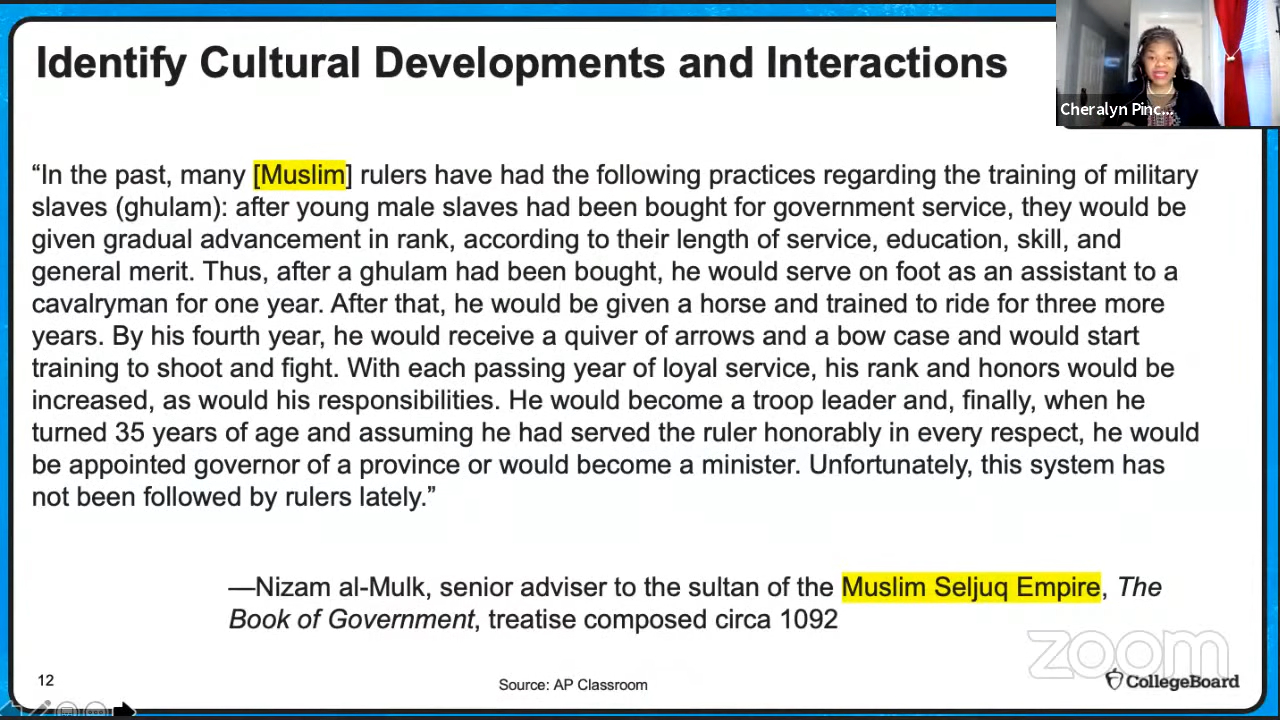 Identify Cultural Developments and Interactions
Cheralyn Pinc...
“In the past, many [Muslim] rulers have had the following practices regarding the training of military
slaves (ghulam): after young male slaves had been bought for government service, they would be
given gradual advancement in rank, according to their length of service, education, skill, and
general merit. Thus, after a ghulam had been bought, he would serve on foot as an assistant to a
cavalryman for one year. After that, he would be given a horse and trained to ride for three more
years. By his fourth year, he would receive a quiver of arrows and a bow case and would start
training to shoot and fight. With each passing year of loyal service, his rank and honors would be
increased, as would his responsibilities. He would become a troop leader and, finally, when he
turned 35 years of age and assuming he had served the ruler honorably in every respect, he would
be appointed governor of a province or would become a minister. Unfortunately, this system has
not been followed by rulers lately.”
—Nizam al-Mulk, senior adviser to the sultan of the Muslim Seljuq Empire, The
Book of Government, treatise composed circa 1092
zoom
12
Source: AP Classroom
CollegeBoard